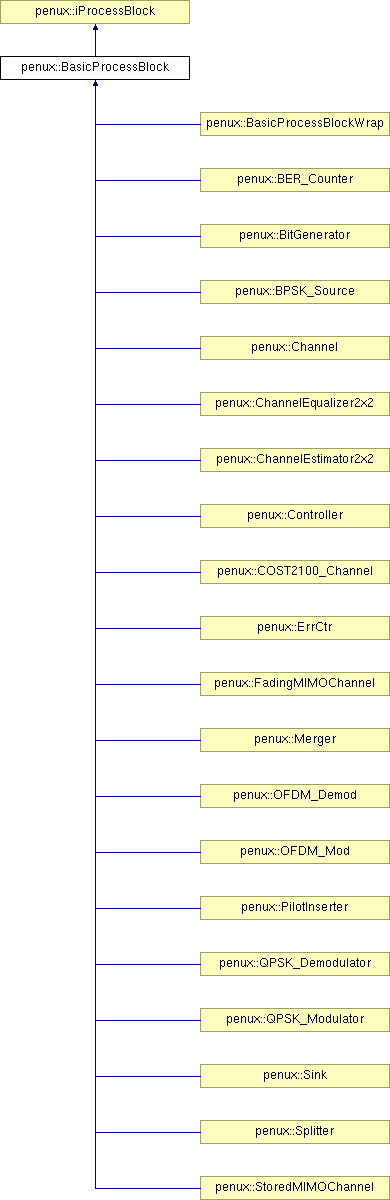 penux::iProcessBlock
penux::BasicProcessBlock
penux::BasicProcessBlockWrap
penux::BER_Counter
penux::BitGenerator
penux::BPSK_Source
penux::Channel
penux::ChannelEqualizer2x2
penux::ChannelEstimator2x2
penux::Controller
penux::COST2100_Channel
penux::ErrCtr
penux::FadingMIMOChannel
penux::Merger
penux::OFDM_Demod
penux::OFDM_Mod
penux::PilotInserter
penux::QPSK_Demodulator
penux::QPSK_Modulator
penux::Sink
penux::Splitter
penux::StoredMIMOChannel